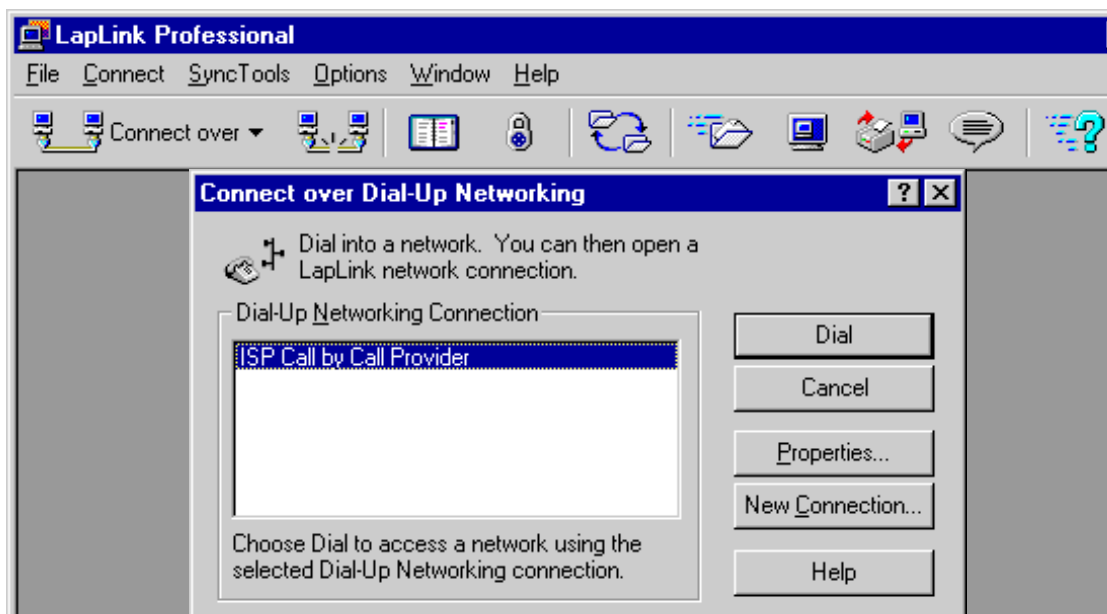 LapLink Professional
File Connect SyncTools Options Window Help
Connect over
Connect over Dial-Up Networking
Dial into a network. You can then open a
LapLink network connection.
Dial-Up Networking Connection
ISP Call by Call Provider
Dial
Cancel
Properties...
New Connection...
Choose Dial to access a network using the
selected Dial-Up Networking connection.
Help